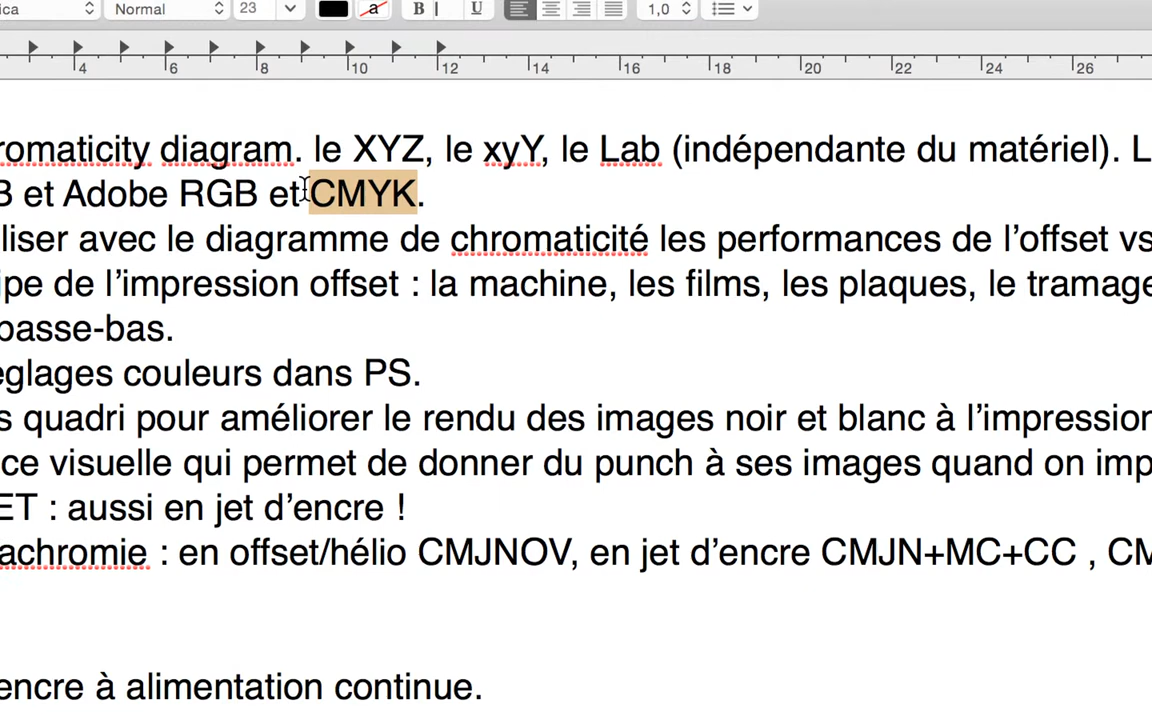 ica Normal 23 a B I U 1,0
4 6 8 10 12 14 16 18 20 22 24 26
romaticity diagram. le XYZ, le xyY, le Lab (indépendante du matériel). L
B et Adobe RGB et CMYK.
liser avec le diagramme de chromaticité les performances de l'offset vs
ipe de l'impression offset : la machine, les films, les plaques, le tramage
passe-bas.
églages couleurs dans PS.
s quadri pour améliorer le rendu des images noir et blanc à l'impression
ce visuelle qui permet de donner du punch à ses images quand on imp
ET : aussi en jet d'encre !
achromie : en offset/hélio CMJNOV, en jet d'encre CMJN+MC+CC , CM
encre à alimentation continue.